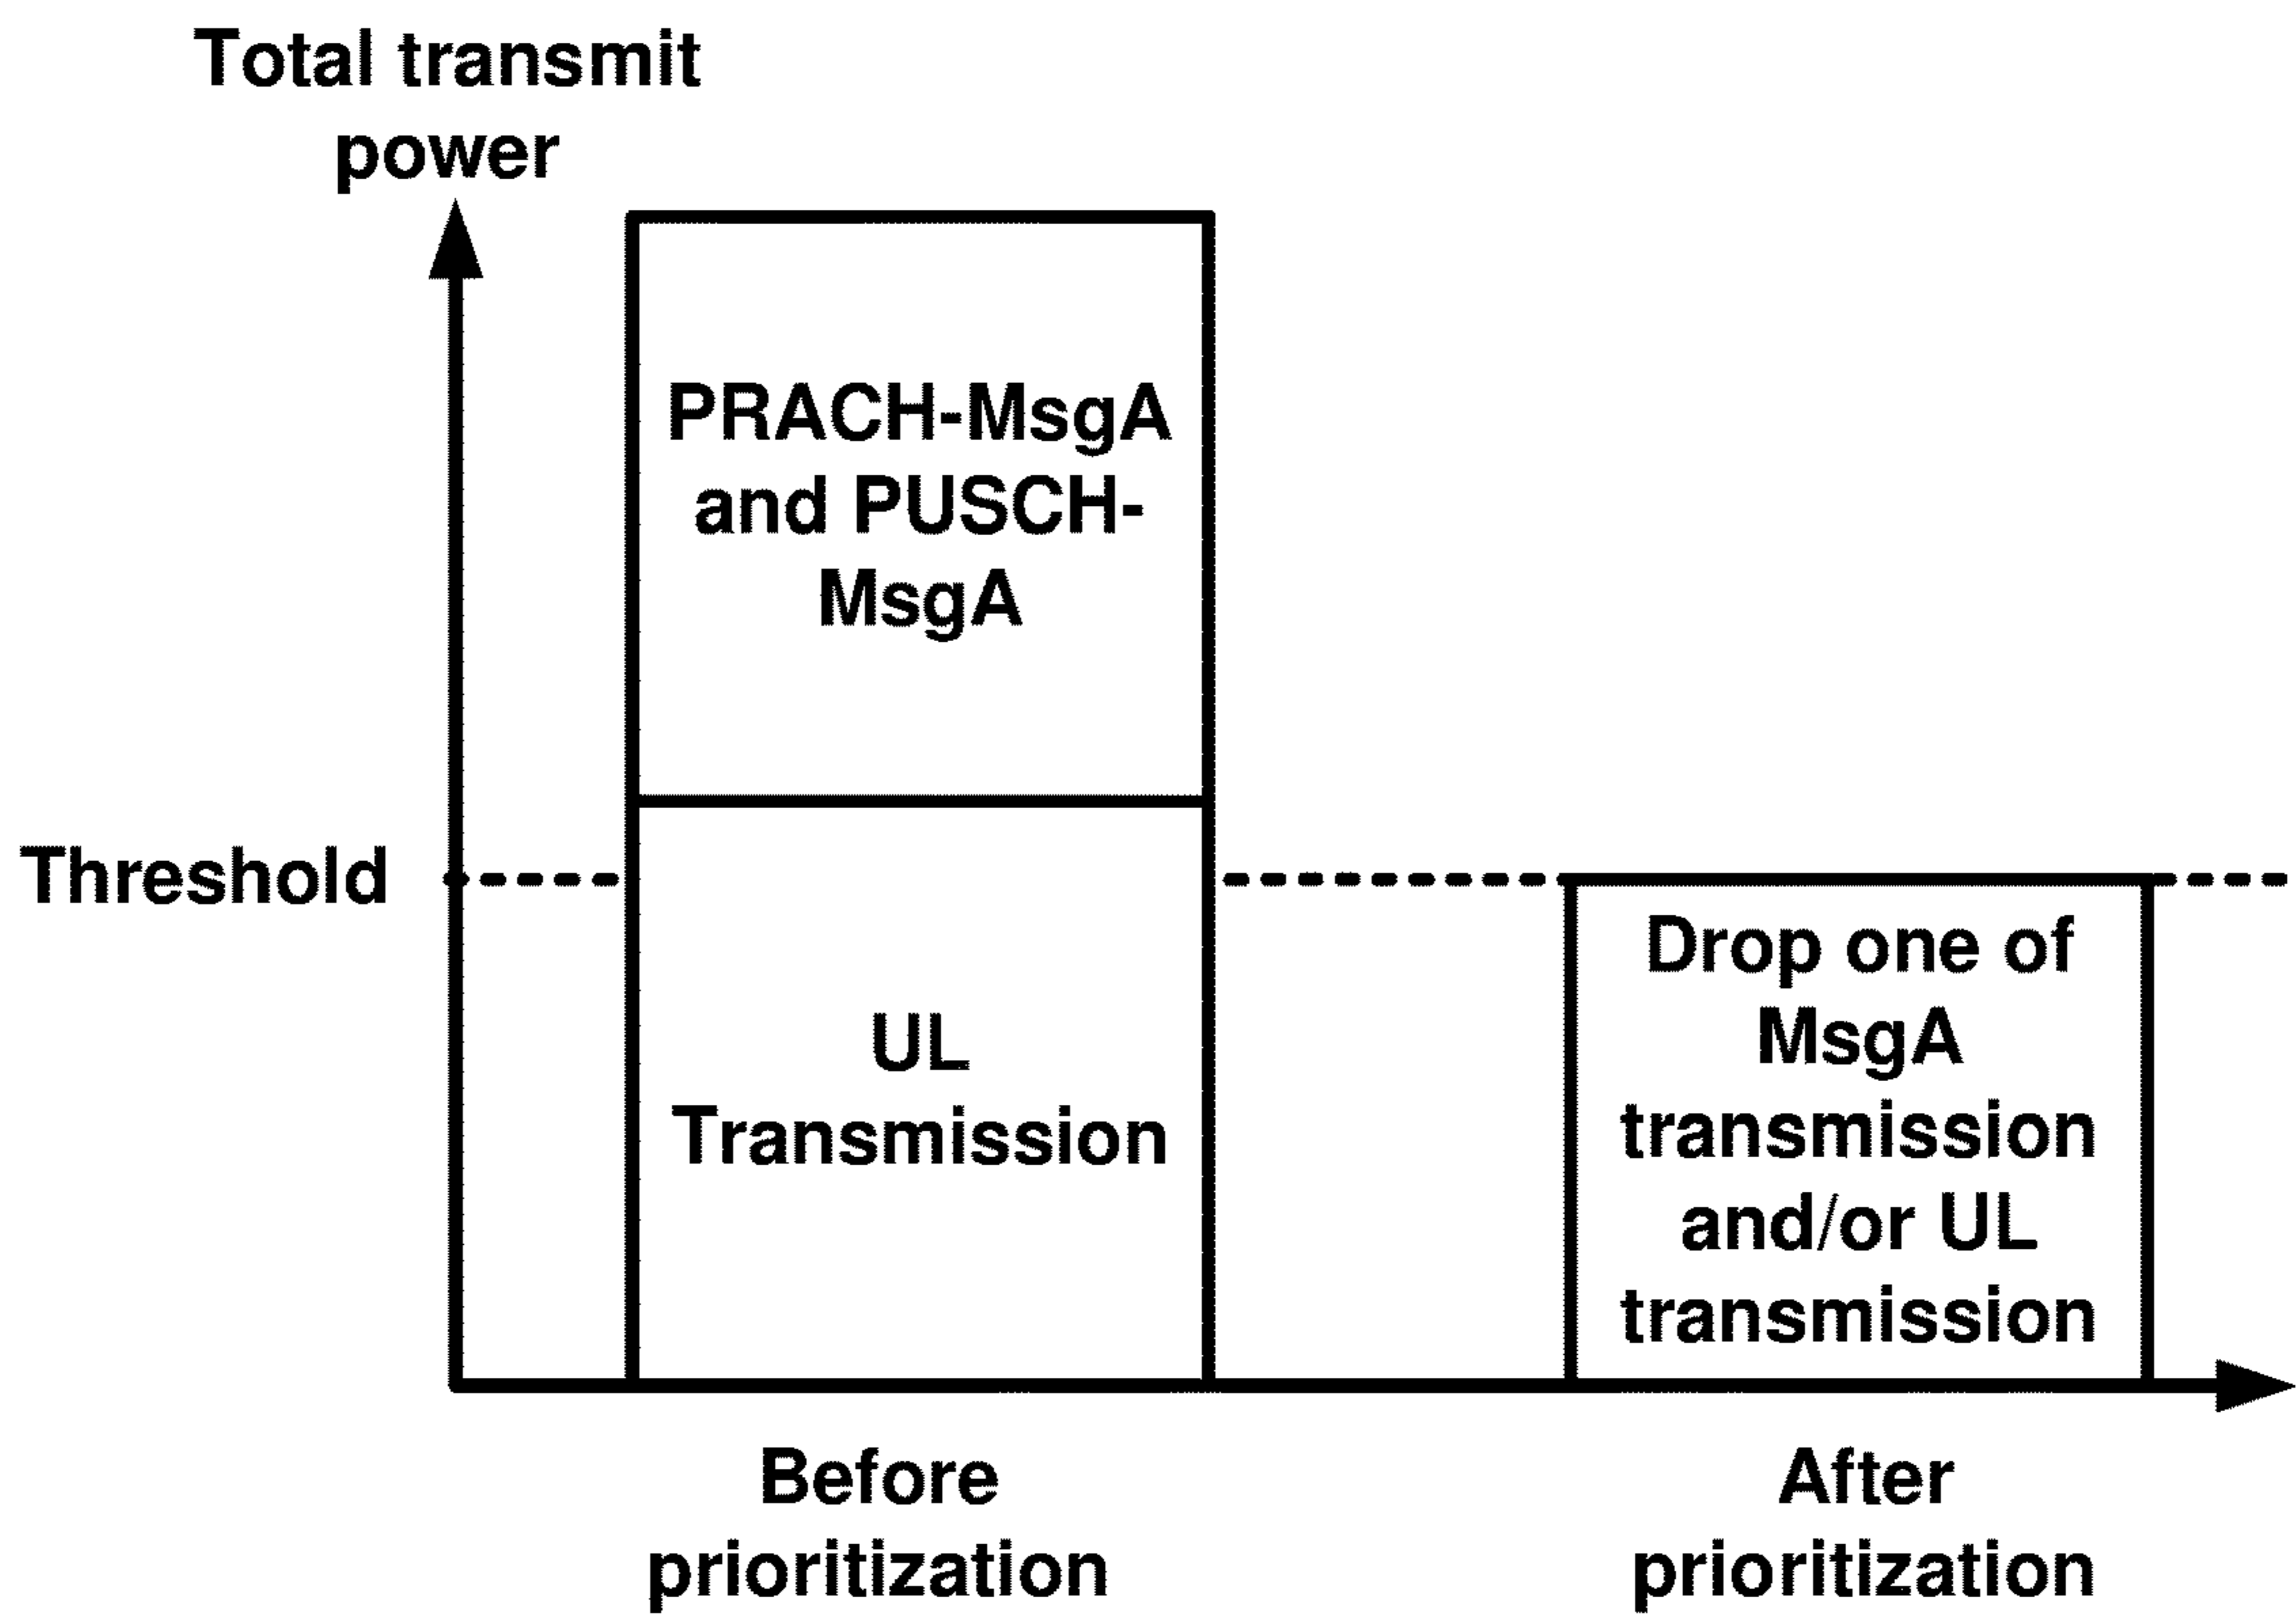 Total transmit
power
PRACH-MsgA
and PUSCH-
MsgA
Threshold
UL
Transmission
Drop one of
MsgA
transmission
and/or UL
transmission
Before
prioritization
After
prioritization